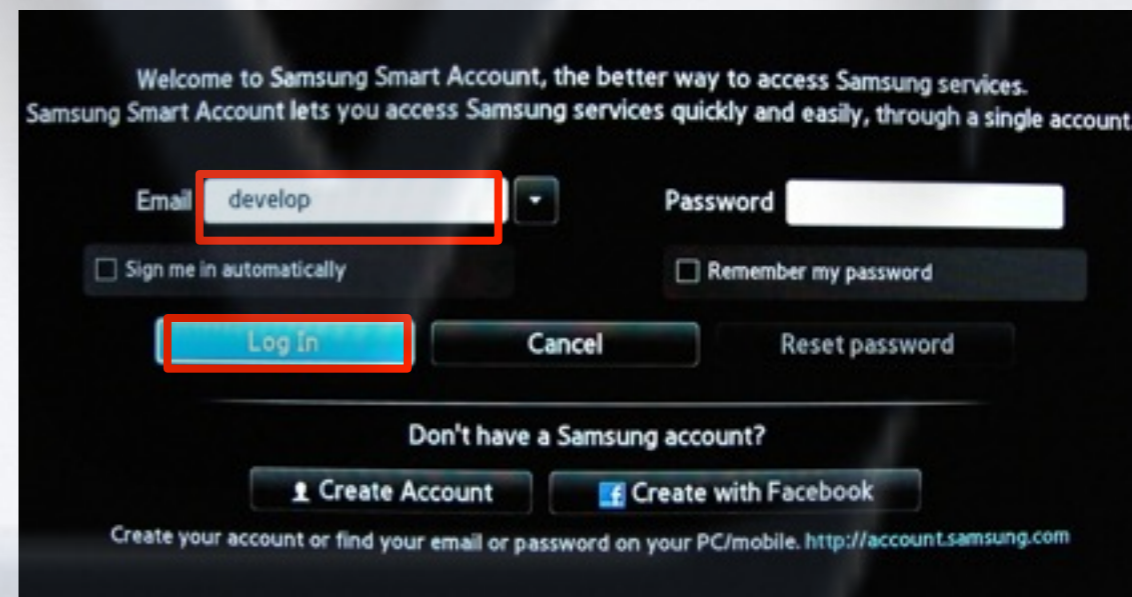 Welcome to Samsung Smart Account, the better way to access Samsung services.
Samsung Smart Account lets you access Samsung services quickly and easily, through a single account.
Email develop Password
Sign me in automatically Remember my password
Log In Cancel Reset password
Don't have a Samsung account?
Create Account Create with Facebook
Create your account or find your email or password on your PC/mobile. http://account.samsung.com